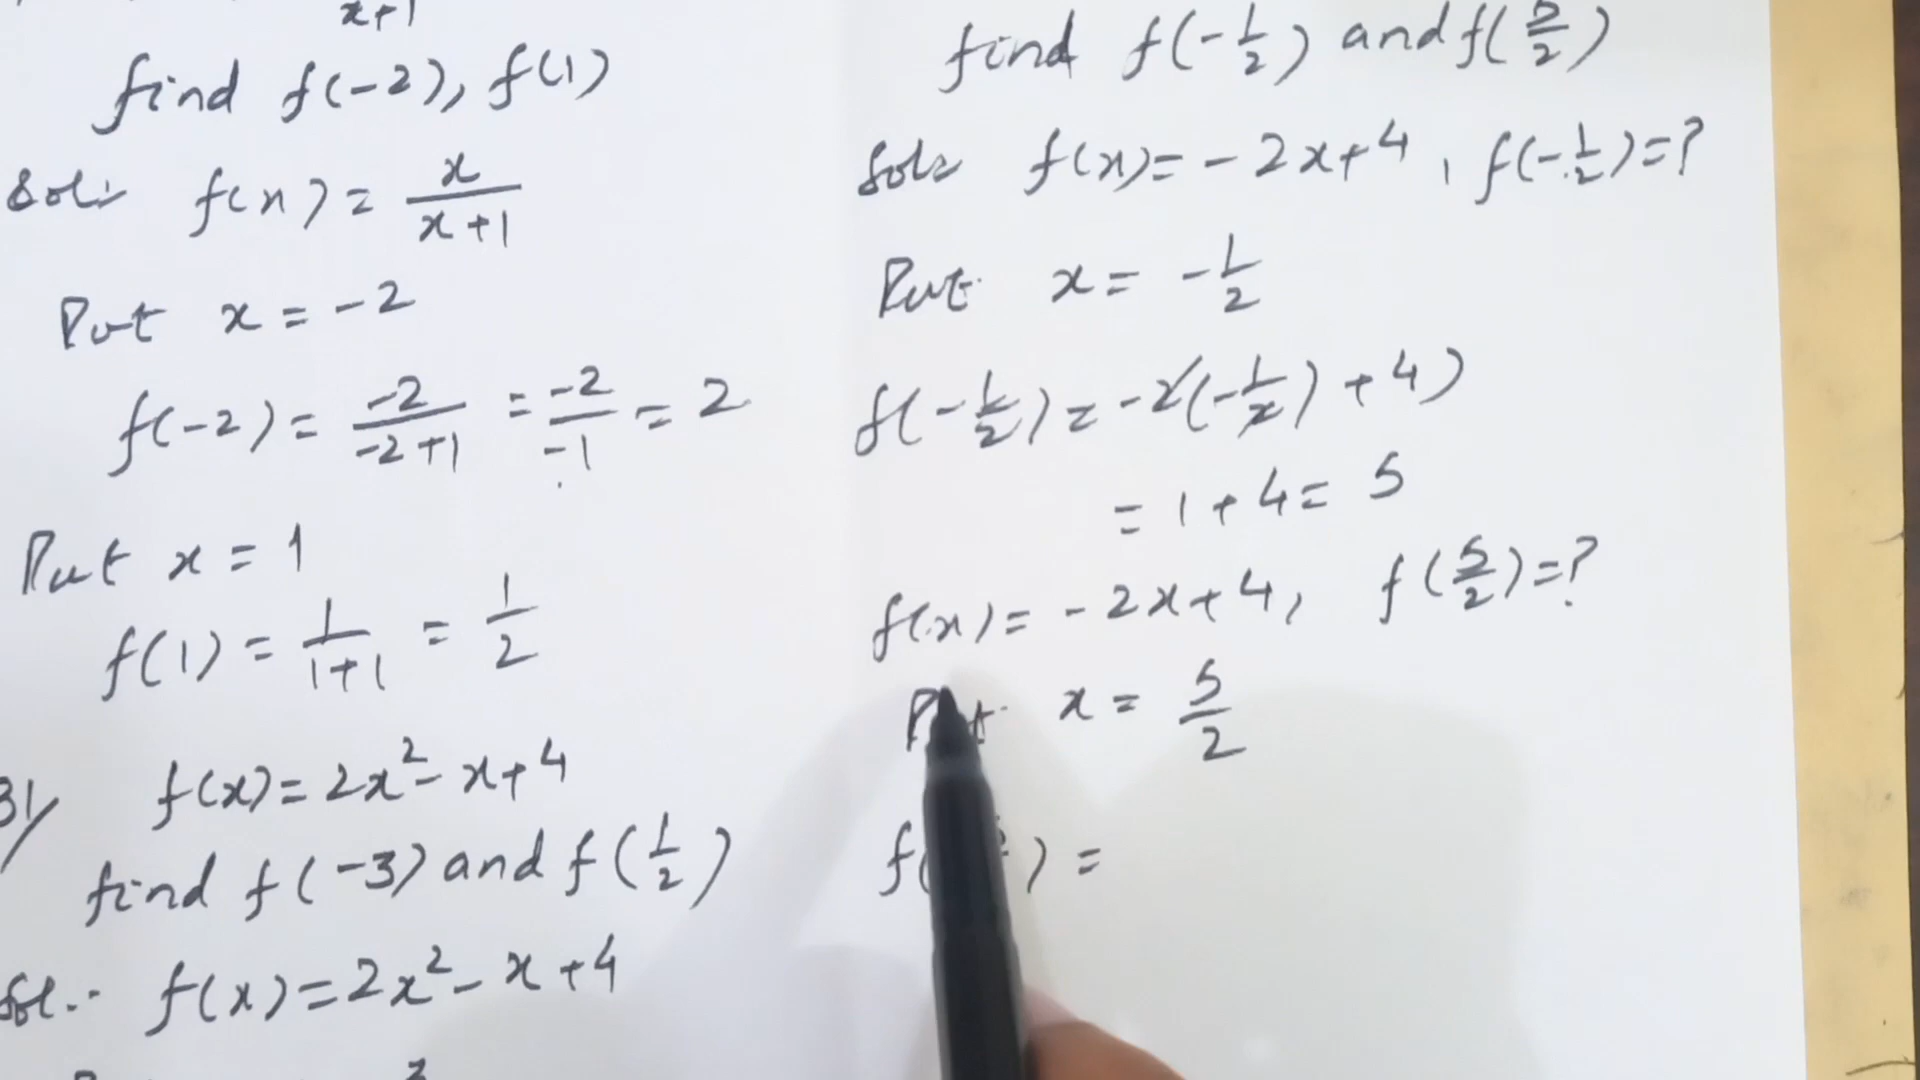 x+1
find f(-2), f(1)
Sol:- f(x) = x/(x+1)
Put x = -2
f(-2) = -2/(-2+1) = -2/-1 = 2
Put x = 1
f(1) = 1/(1+1) = 1/2
31/ f(x) = 2x² - x+4
find f(-3) and f(1/2)
Sol:- f(x) = 2x² - x +4
find f(-1/2) and f(5/2)
Sol: f(x) = -2x+4, f(-1/2) = ?
Put x = -1/2
f(-1/2) = -2(-1/2) + 4)
= 1 + 4 = 5
f(x) = -2x+4, f(5/2) = ?
Put x = 5/2
f( ) =